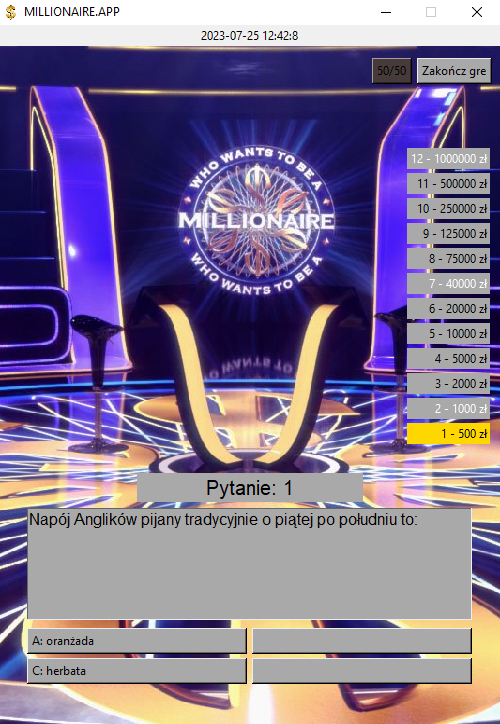 MILLIONAIRE.APP
2023-07-25 12:42:8
50/50 Zakończ gre
WHO WANTS TO BE A
MILLIONAIRE
WHO WANTS TO BE A
12 - 1000000 zł
11 - 500000 zł
10 - 250000 zł
9 - 125000 zł
8 - 75000 zł
7 - 40000 zł
6 - 20000 zł
5 - 10000 zł
4 - 5000 zł
3 - 2000 zł
2 - 1000 zł
1 - 500 zł
Pytanie: 1
Napój Anglików pijany tradycyjnie o piątej po południu to:
A: oranżada
C: herbata